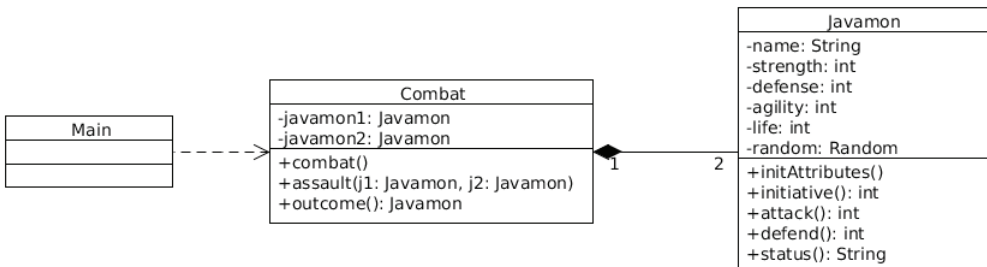 Main
Combat
-javamon1: Javamon
-javamon2: Javamon
+combat()
+assault(j1: Javamon, j2: Javamon)
+outcome(): Javamon
1
2
Javamon
-name: String
-strength: int
-defense: int
-agility: int
-life: int
-random: Random
+initAttributes()
+initiative(): int
+attack(): int
+defend(): int
+status(): String